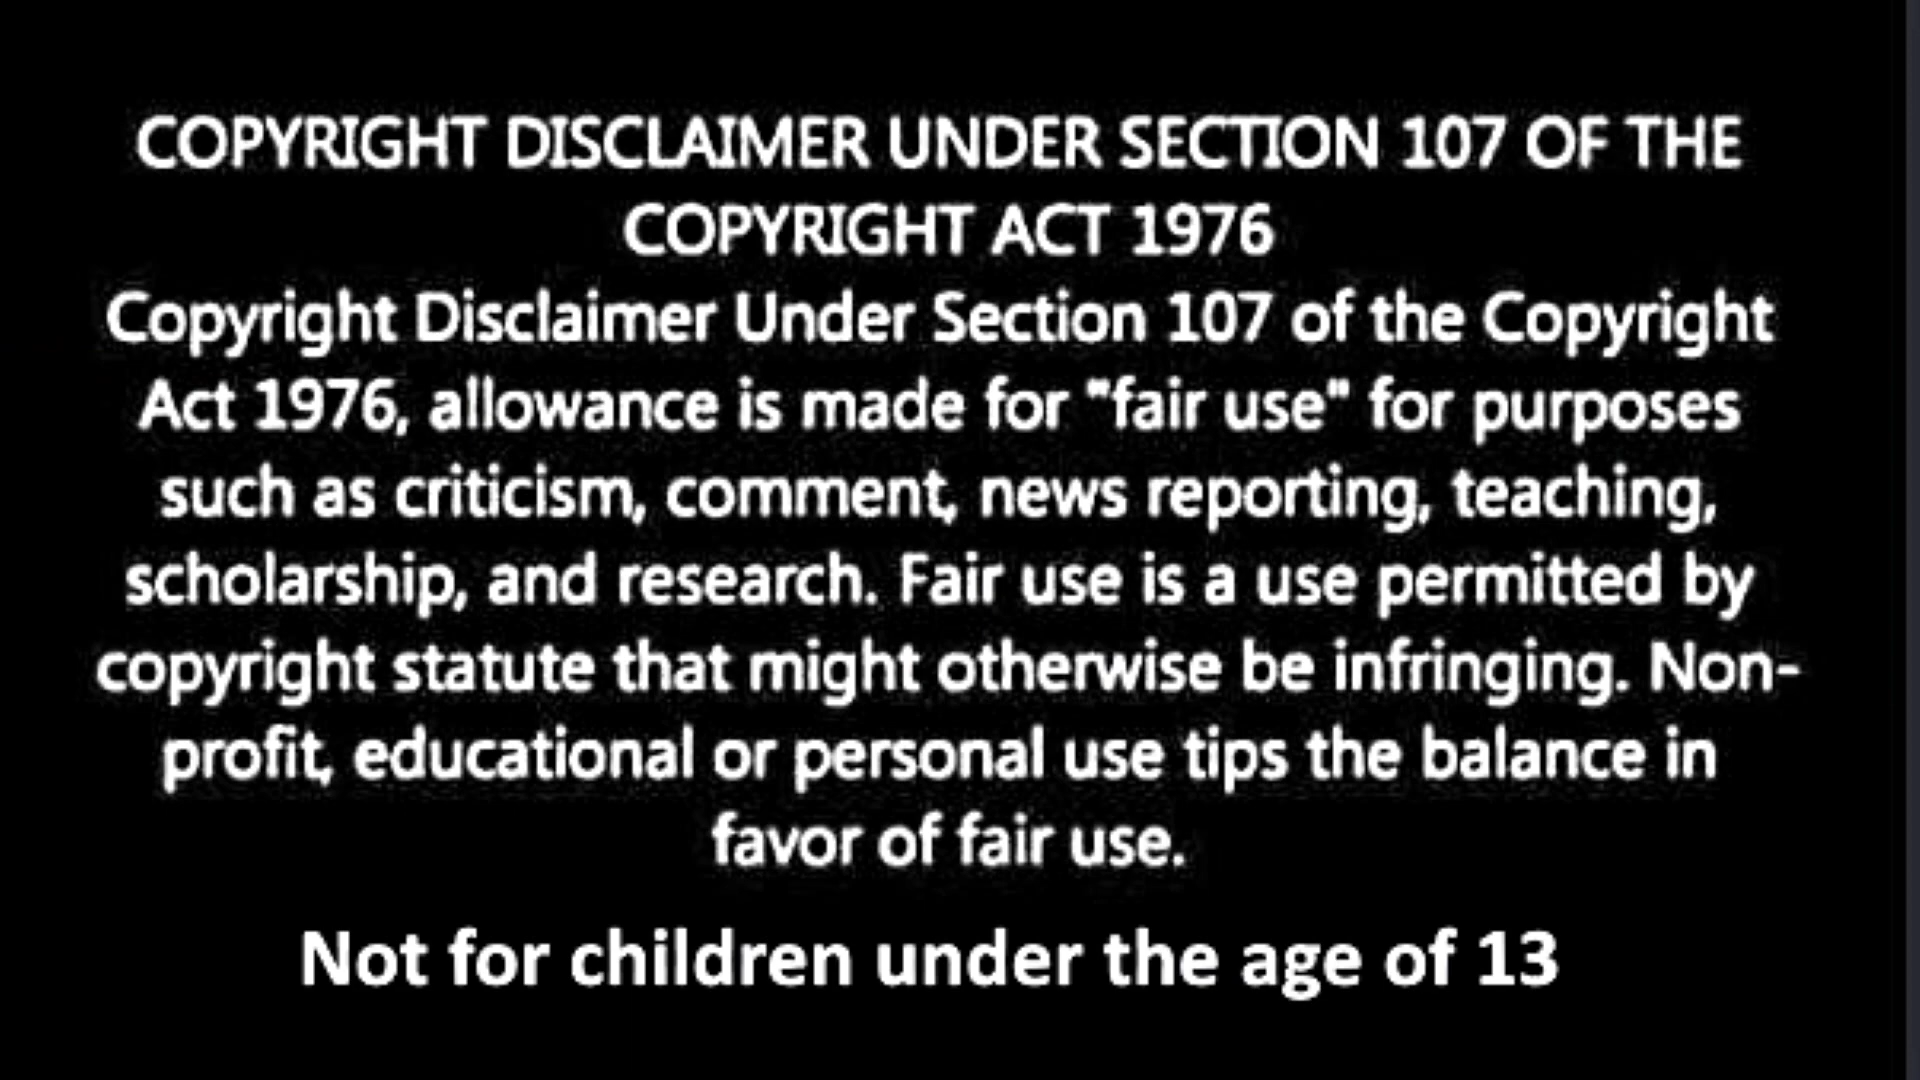 COPYRIGHT DISCLAIMER UNDER SECTION 107 OF THE
COPYRIGHT ACT 1976
Copyright Disclaimer Under Section 107 of the Copyright
Act 1976, allowance is made for "fair use" for purposes
such as criticism, comment, news reporting, teaching,
scholarship, and research. Fair use is a use permitted by
copyright statute that might otherwise be infringing. Non-
profit, educational or personal use tips the balance in
favor of fair use.
Not for children under the age of 13